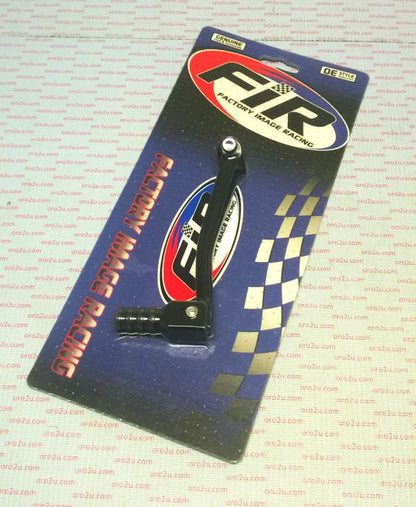 GENUINE
OE STYLE
FIR
FACTORY IMAGE RACING
FACTORY IMAGE RACING
FIR
FACTORY IMAGE RACING
oro2u.com